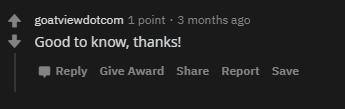 goatviewdotcom 1 point · 3 months ago
Good to know, thanks!
Reply Give Award Share Report Save